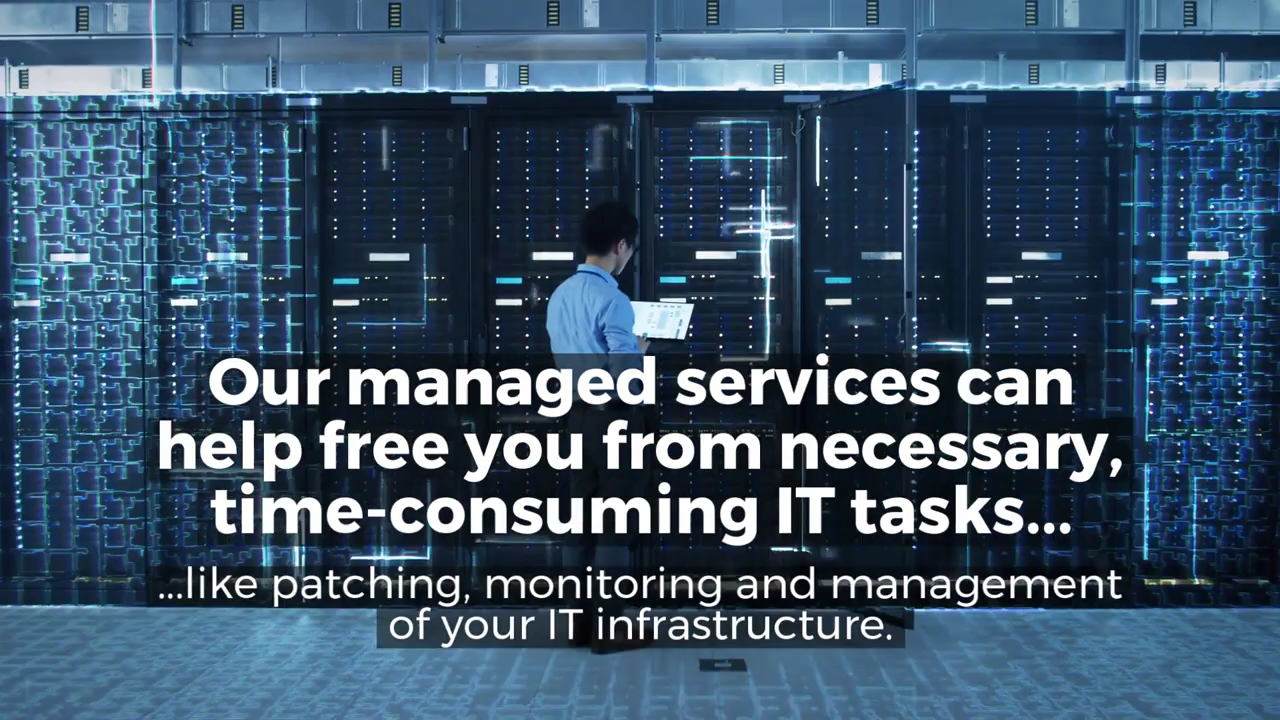 Our managed services can
help free you from necessary,
time-consuming IT tasks...
...like patching, monitoring and management
of your IT infrastructure.